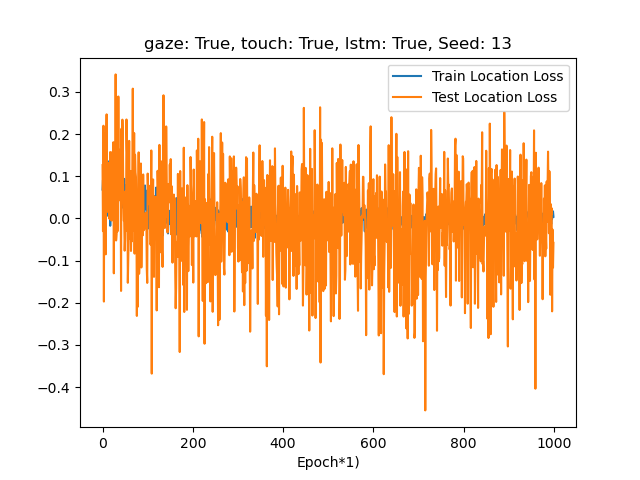 gaze: True, touch: True, lstm: True, Seed: 13
Train Location Loss
Test Location Loss
0.3
0.2
0.1
0.0
−0.1
−0.2
−0.3
−0.4
0 200 400 600 800 1000
Epoch*1)